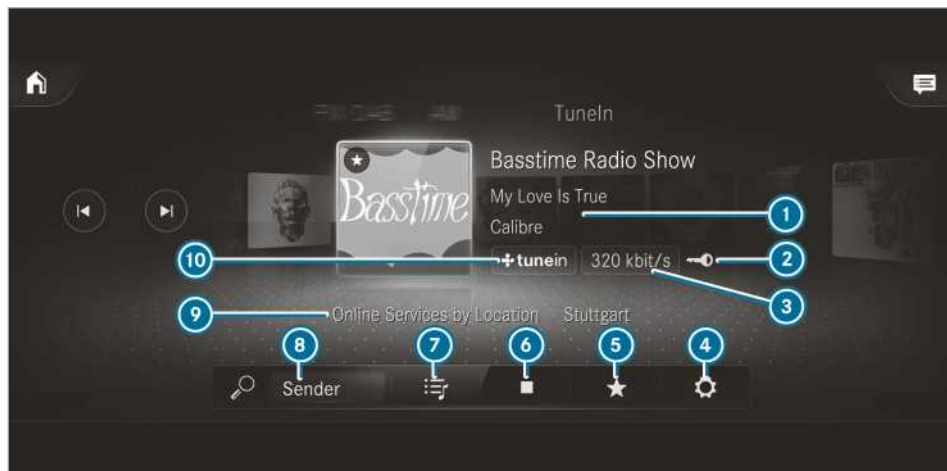 TuneIn
Basstime Radio Show
My Love Is True
Calibre
Basstime
tunein
320 kbit/s
Online Services by Location Stuttgart
Sender
1
2
3
4
5
6
7
8
9
10